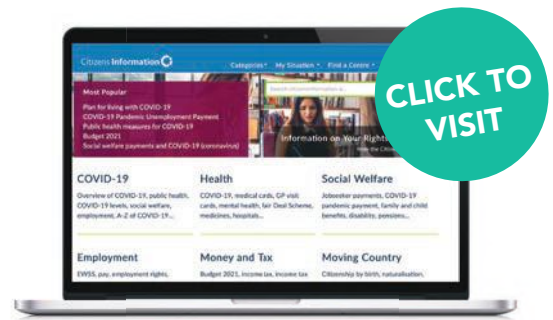 Citizens Information
Categories My Situation Find a Centre
CLICK TO
VISIT
Most Popular
Plan for living with COVID-19
COVID-19 Pandemic Unemployment Payment
Public health measures for COVID-19
Budget 2021
Social welfare payments and COVID-19 (coronavirus)
Information on Your Rights
COVID-19
Overview of COVID-19, public health,
COVID-19 levels, social welfare,
employment, A-Z of COVID-19...
Health
COVID-19, medical cards, GP visit
cards, mental health, Fair Deal Scheme,
medicines, hospitals...
Social Welfare
Jobseeker payments, COVID-19
pandemic payment, family and child
benefits, disability, pensions...
Employment
EWSS, pay, employment rights,
Money and Tax
Budget 2021, income tax, income tax
Moving Country
Citizenship by birth, naturalisation,